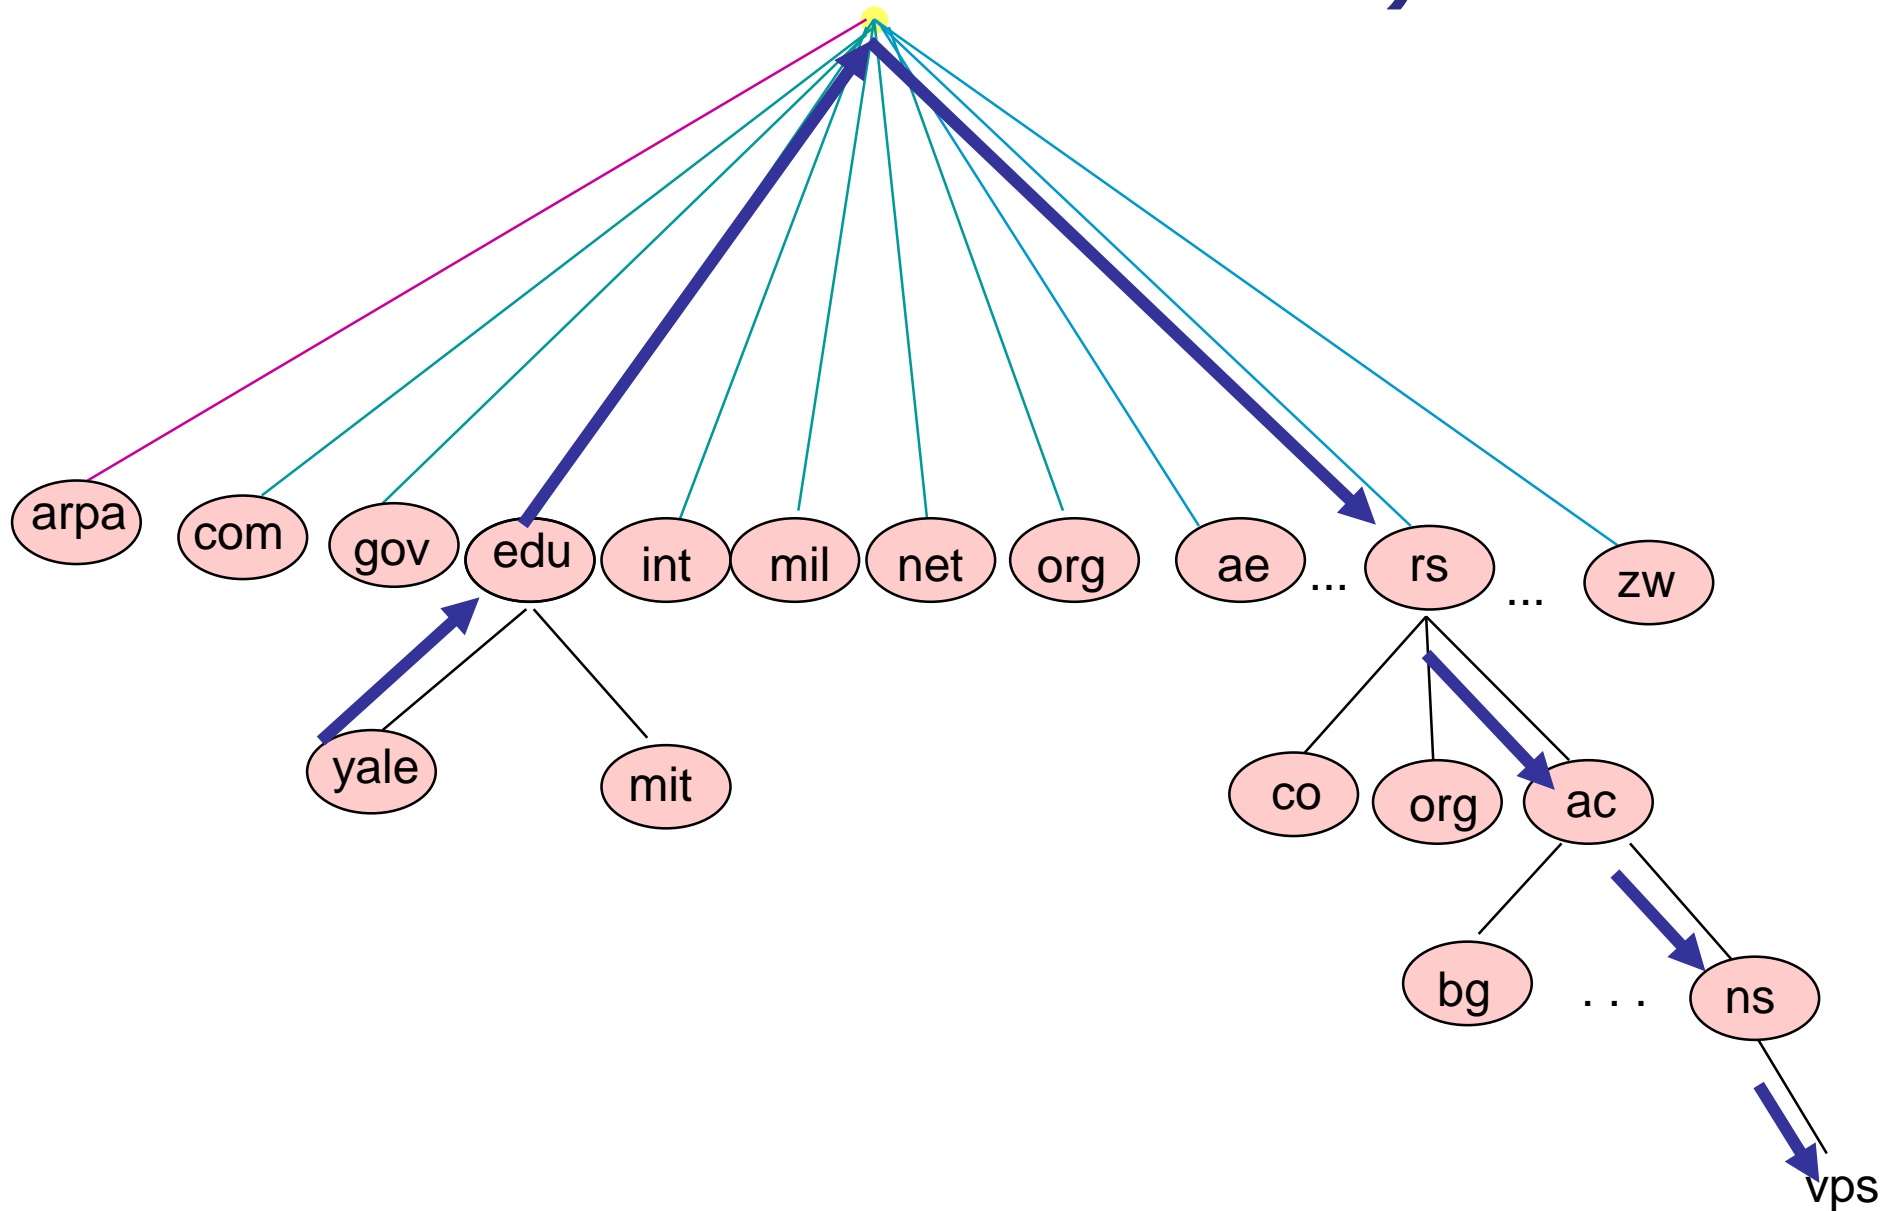 arpa com gov edu int mil net org ae ... rs ... zw
yale mit co org ac
bg . . . ns
vps